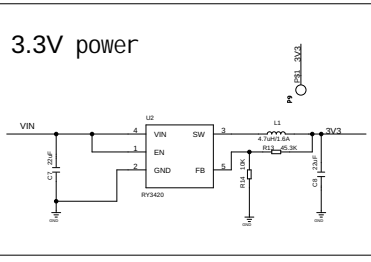 3.3V power
P$1 3V3
P9
U2
L1
VIN
4 VIN SW 3
4.7uH/1.6A
3V3
1 EN
R13 45.3K
2 GND FB 5
C7 22uF
R14 10K
C8 22uF
RY3420
GND
GND
GND